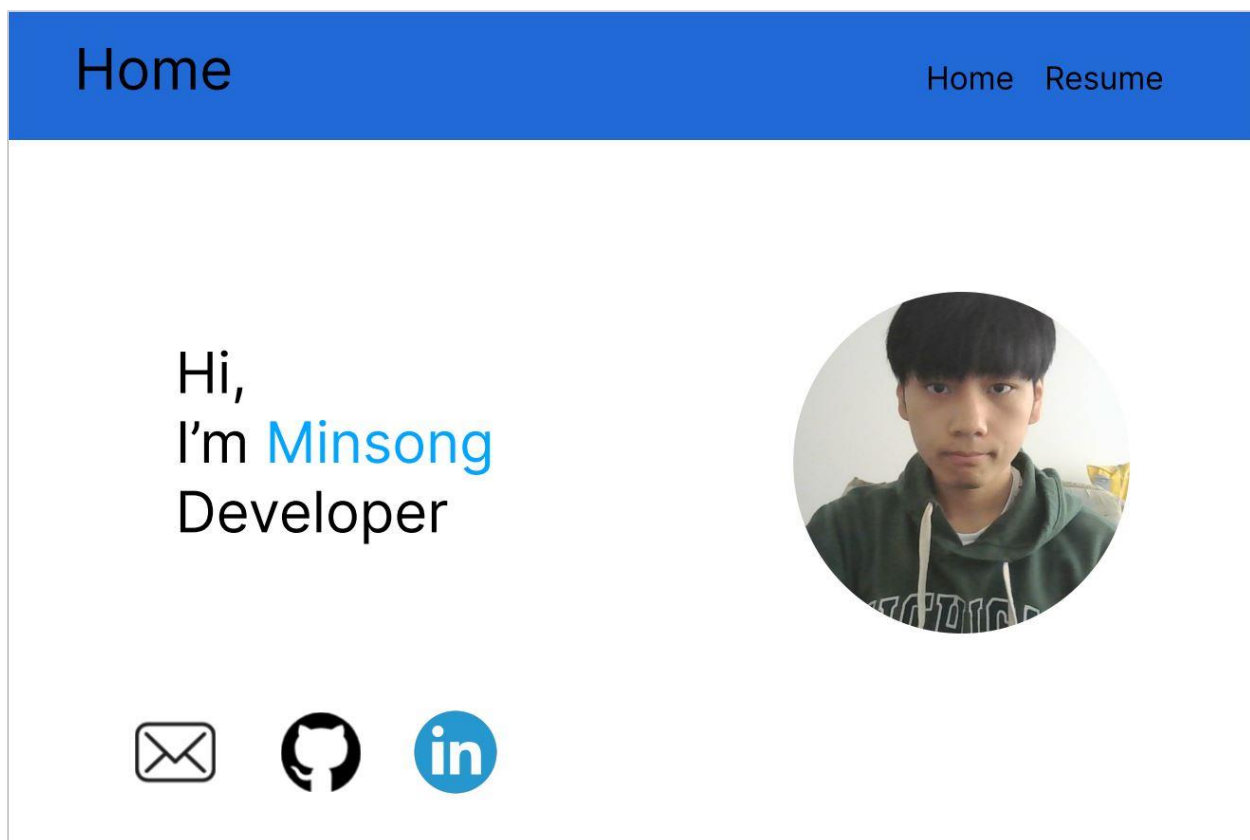 Home
Home Resume
Hi,
I’m Minsong
Developer
in